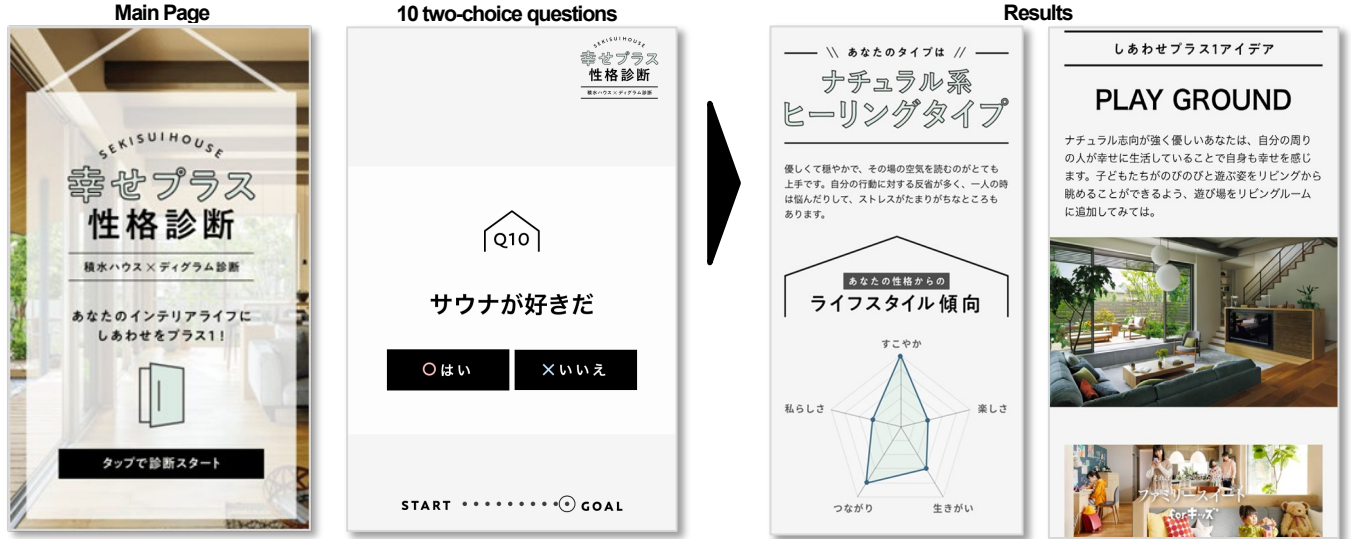 Main Page
SEKISUIHOUSE
幸せプラス
性格診断
積水ハウス×ディグラム診断
あなたのインテリアライフに
しあわせをプラス1！
タップで診断スタート
10 two-choice questions
SEKISUIHOUSE
幸せプラス
性格診断
積水ハウス×ディグラム診断
Q10
サウナが好きだ
はい
いいえ
START
GOAL
Results
あなたのタイプは
ナチュラル系
ヒーリングタイプ
優しくて穏やかで、その場の空気を読むのがとても
上手です。自分の行動に対する反省が多く、一人の時
は悩んだりして、ストレスがたまりがちなところも
あります。
あなたの性格からの
ライフスタイル傾向
すこやか
私らしさ
楽しさ
つながり
生きがい
しあわせプラス1アイデア
PLAY GROUND
ナチュラル志向が強く優しいあなたは、自分の周り
の人が幸せに生活していることで自身も幸せを感じ
ます。子どもたちがのびのびと遊ぶ姿をリビングから
眺めることができるよう、遊び場をリビングルーム
に追加してみては。
ファミリースイート
forキッズ